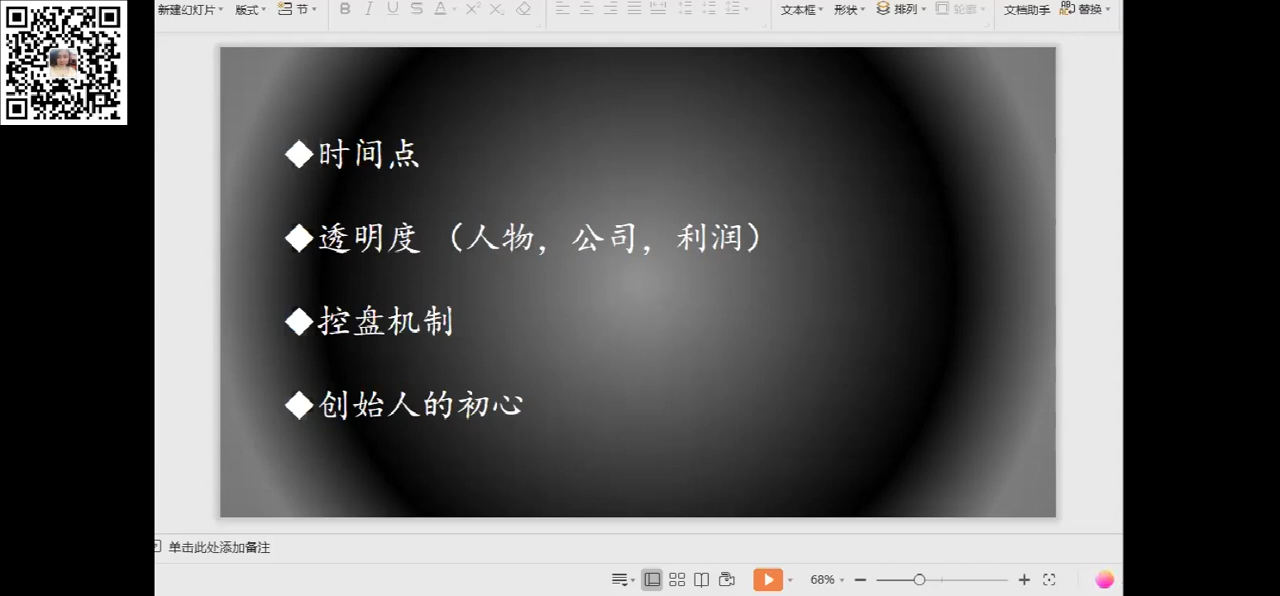 新建幻灯片 版式 节 B I U S A X² X₂ 文本框 形状 排列 轮廓 文档助手 替换
◆时间点
◆透明度 （人物，公司，利润）
◆控盘机制
◆创始人的初心
单击此处添加备注
68%